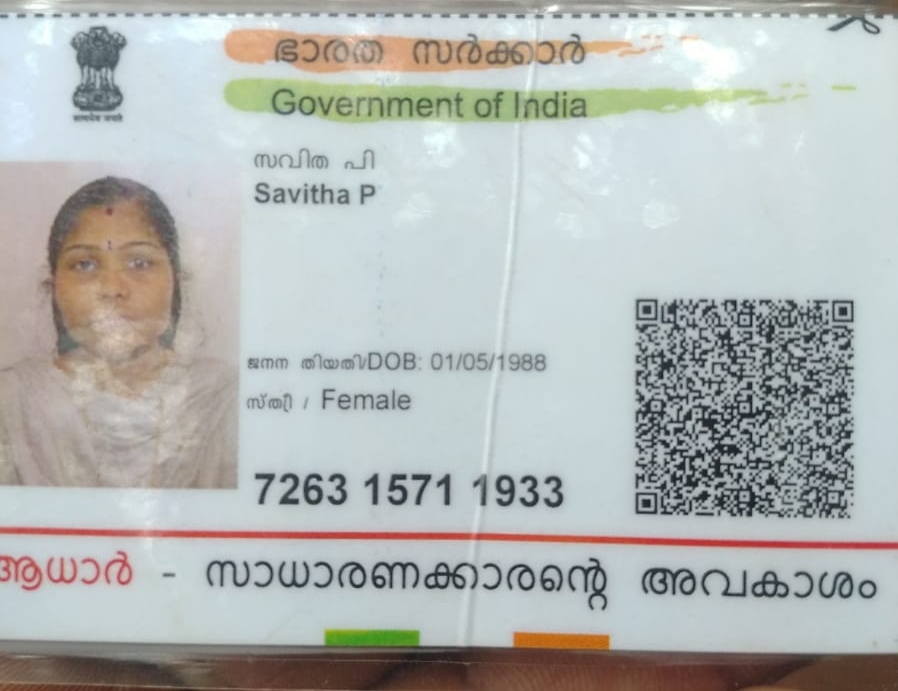 ഭാരത സർക്കാർ
Government of India
सत्यमेव जयते
സവിത പി
Savitha P
ജനന തിയതി/DOB: 01/05/1988
സ്ത്രീ / Female
7263 1571 1933
ആധാർ - സാധാരണക്കാരന്റെ അവകാശം